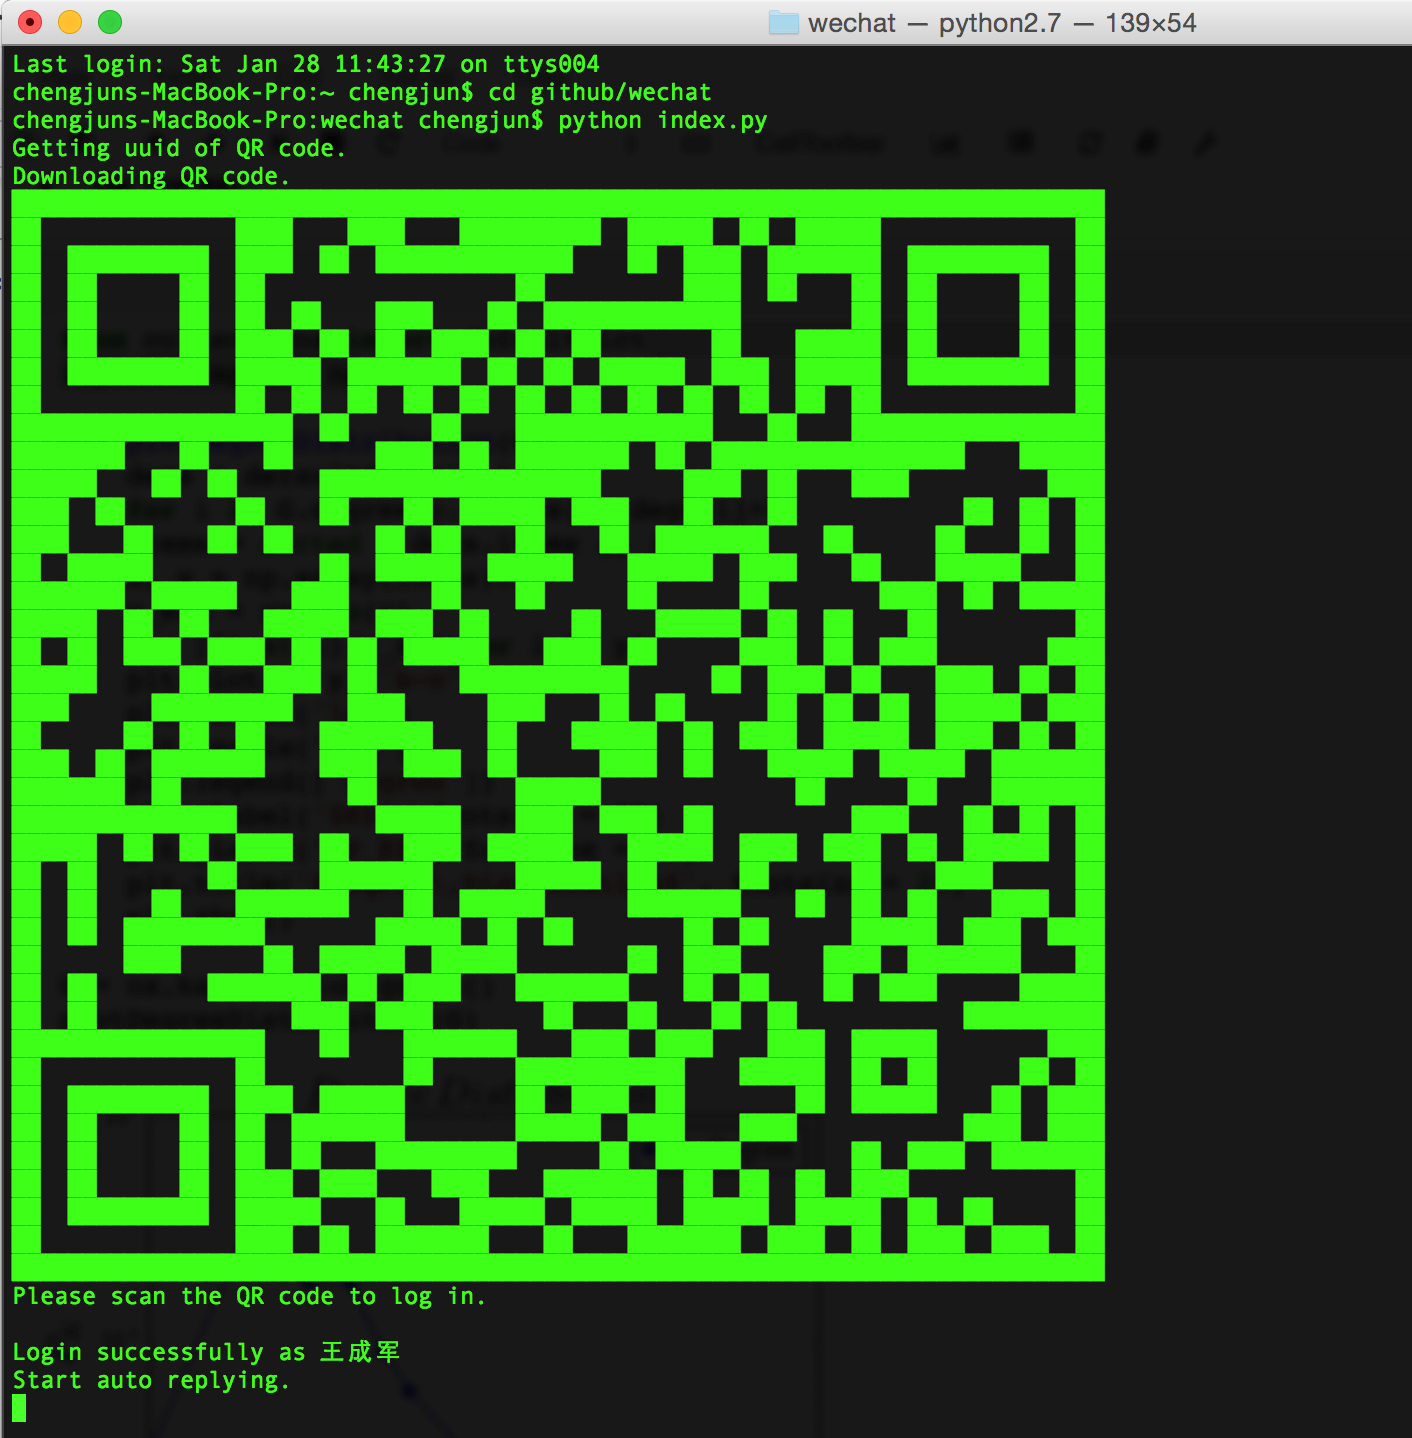 wechat — python2.7 — 139×54
Last login: Sat Jan 28 11:43:27 on ttys004
chengjuns-MacBook-Pro:~ chengjun$ cd github/wechat
chengjuns-MacBook-Pro:wechat chengjun$ python index.py
Getting uuid of QR code.
Downloading QR code.
Please scan the QR code to log in.
Login successfully as 王成军
Start auto replying.